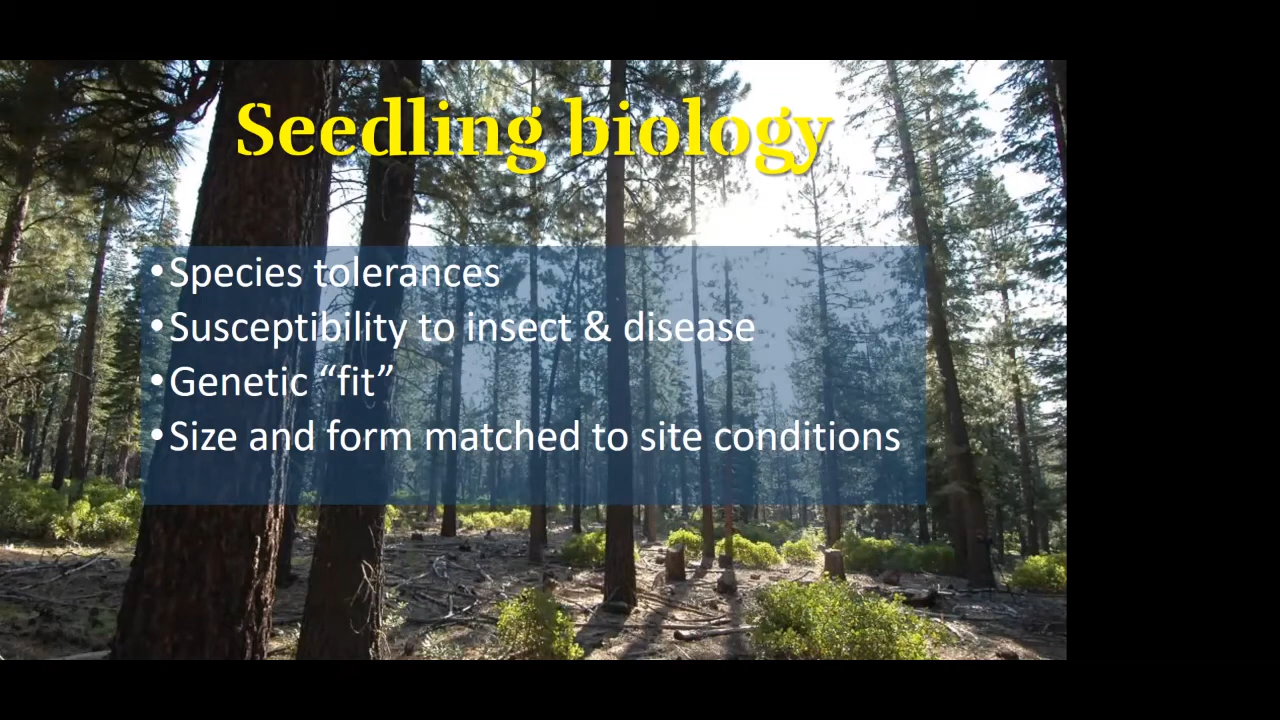 Seedling biology
•Species tolerances
•Susceptibility to insect & disease
•Genetic “fit”
•Size and form matched to site conditions